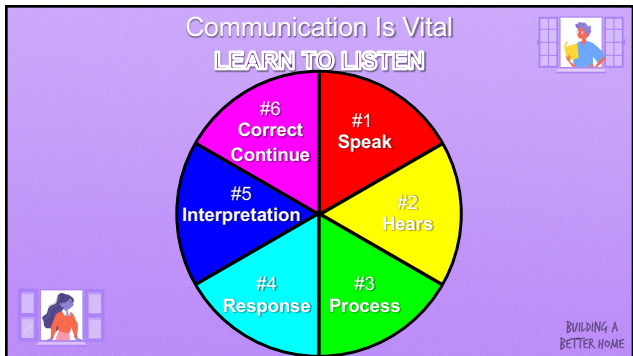 Communication Is Vital
LEARN TO LISTEN
#1
Speak
#2
Hears
#3
Process
#4
Response
#5
Interpretation
#6
Correct
Continue
BUILDING A
BETTER HOME